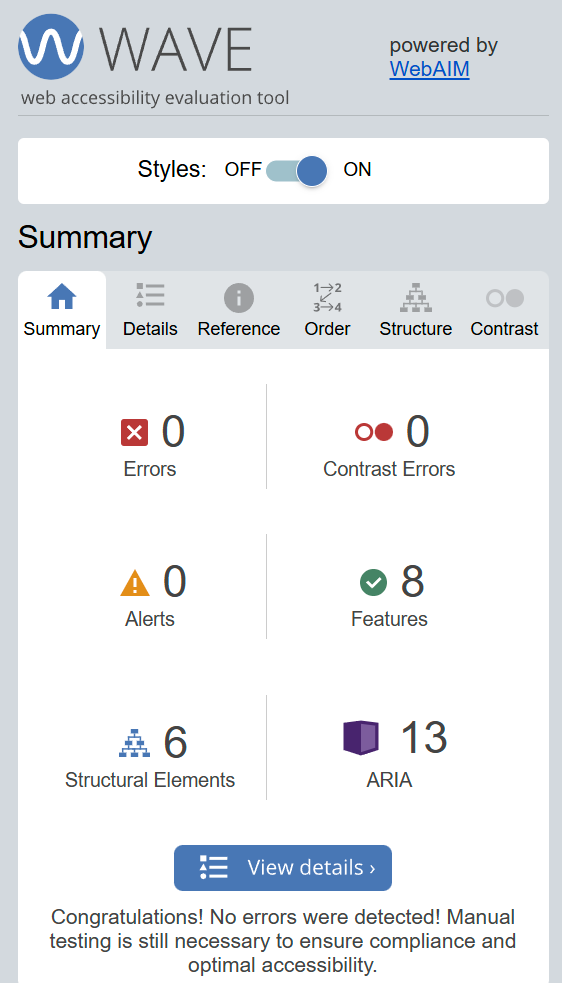 WAVE
web accessibility evaluation tool
powered by
WebAIM
Styles: OFF ON
Summary
Summary Details Reference Order Structure Contrast
1→2
3→4
0
Errors
0
Contrast Errors
0
Alerts
8
Features
6
Structural Elements
13
ARIA
View details ›
Congratulations! No errors were detected! Manual
testing is still necessary to ensure compliance and
optimal accessibility.